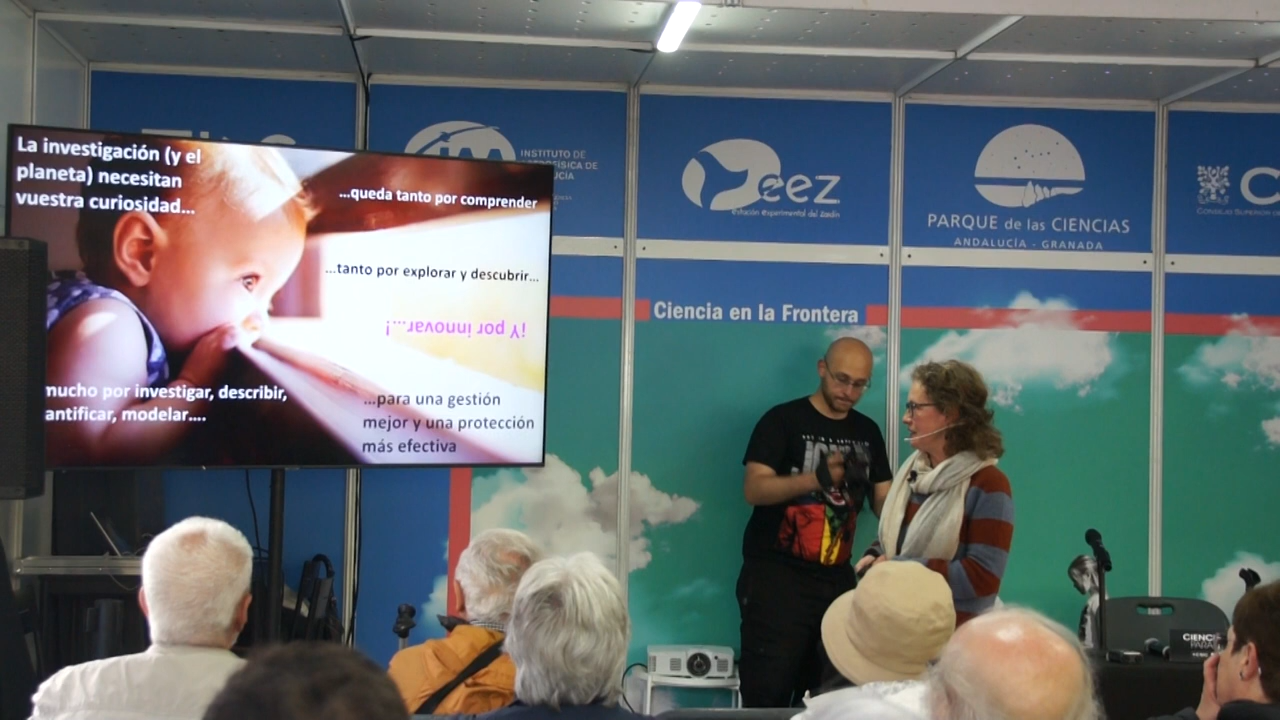 La investigación (y el
planeta) necesitan
vuestra curiosidad...
...queda tanto por comprender
...tanto por explorar y descubrir...
¡Y por innovar...!
mucho por investigar, describir,
antificar, modelar....
...para una gestión
mejor y una protección
más efectiva
INSTITUTO DE
eez
estación experimental del zaidín
PARQUE de las CIENCIAS
ANDALUCÍA - GRANADA
Ciencia en la Frontera